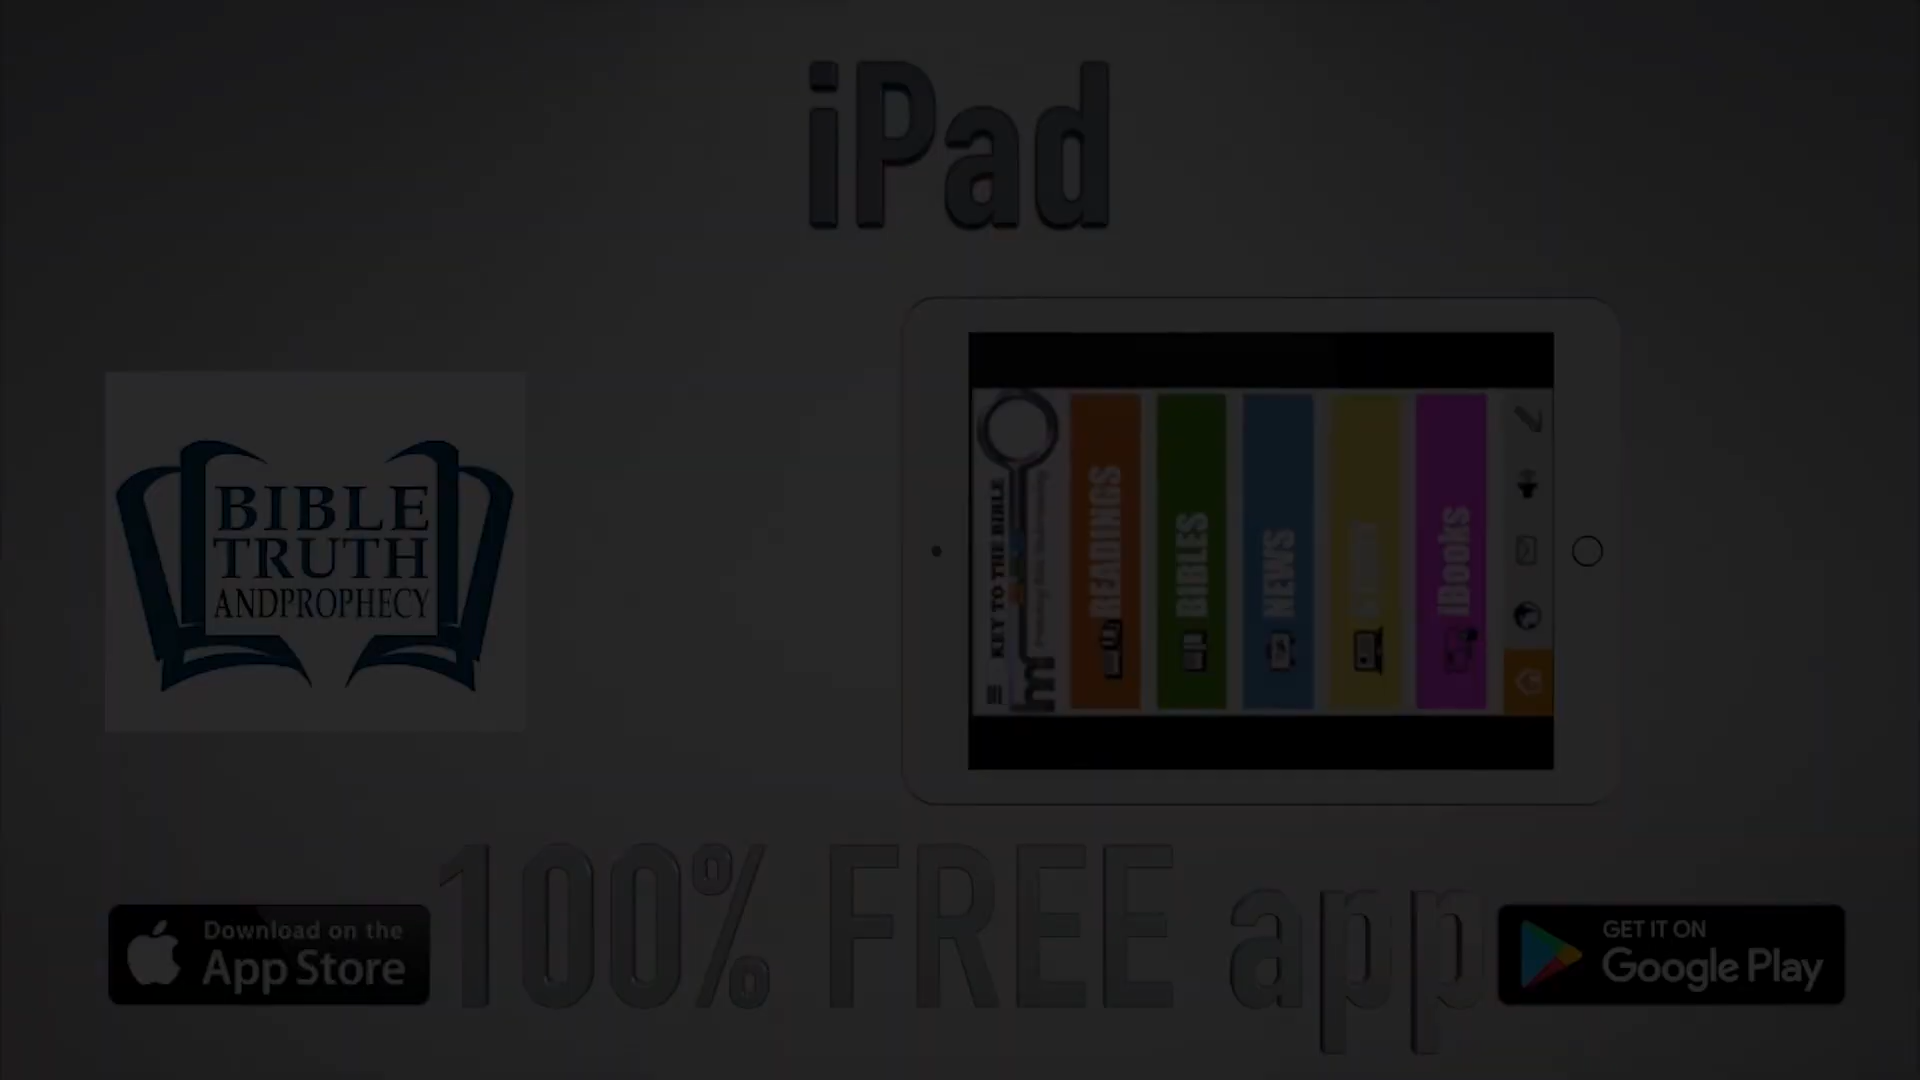 iPad
BIBLE
TRUTH
ANDPROPHECY
KEY TO THE BIBLE
READINGS
BIBLES
NEWS
iBooks
100% FREE app
Download on the
App Store
GET IT ON
Google Play